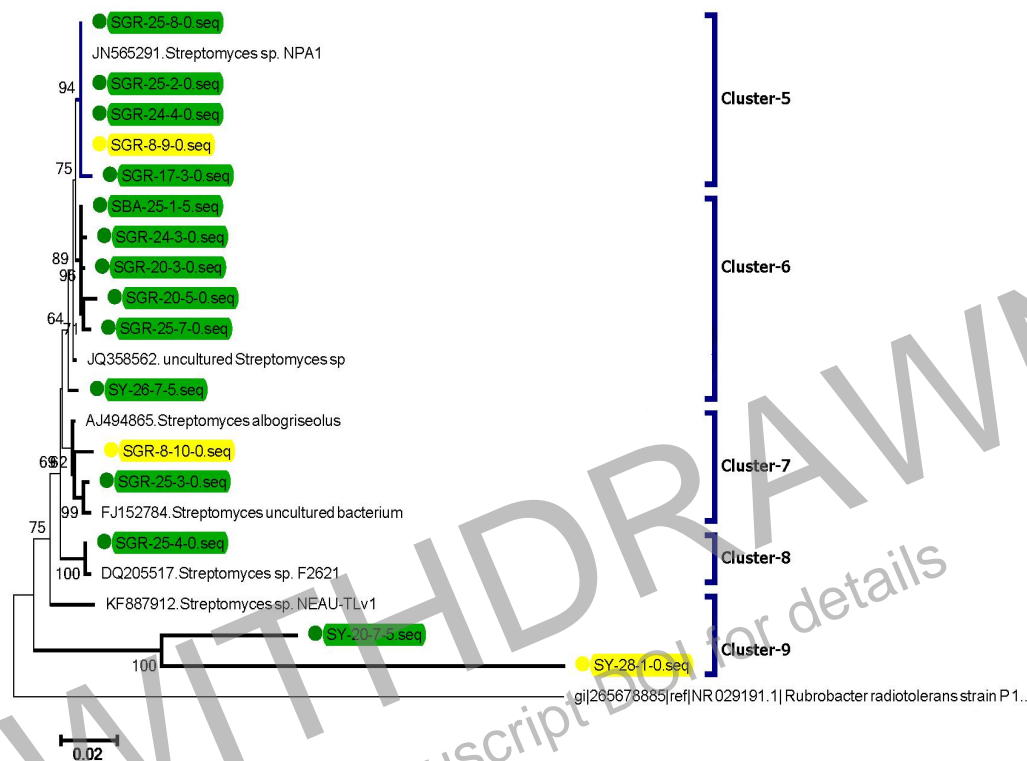 SGR-25-8-0.seq
JN565291.Streptomyces sp. NPA1
94
SGR-25-2-0.seq
Cluster-5
SGR-24-4-0.seq
SGR-8-9-0.seq
75
SGR-17-3-0.seq
SBA-25-1-5.seq
SGR-24-3-0.seq
89
SGR-20-3-0.seq
Cluster-6
96
SGR-20-5-0.seq
64
71
SGR-25-7-0.seq
JQ358562. uncultured Streptomyces sp
SY-26-7-5.seq
AJ494865.Streptomyces albogriseolus
SGR-8-10-0.seq
69
62
Cluster-7
SGR-25-3-0.seq
99
FJ152784.Streptomyces uncultured bacterium
75
SGR-25-4-0.seq
Cluster-8
100
DQ205517.Streptomyces sp. F2621
KF887912.Streptomyces sp. NEAU-TLv1
SY-20-7-5.seq
Cluster-9
100
SY-28-1-0.seq
gi|265678885|ref|NR 029191.1| Rubrobacter radiotolerans strain P1...
0.02
WITHDRAWN
uscript DOI for details